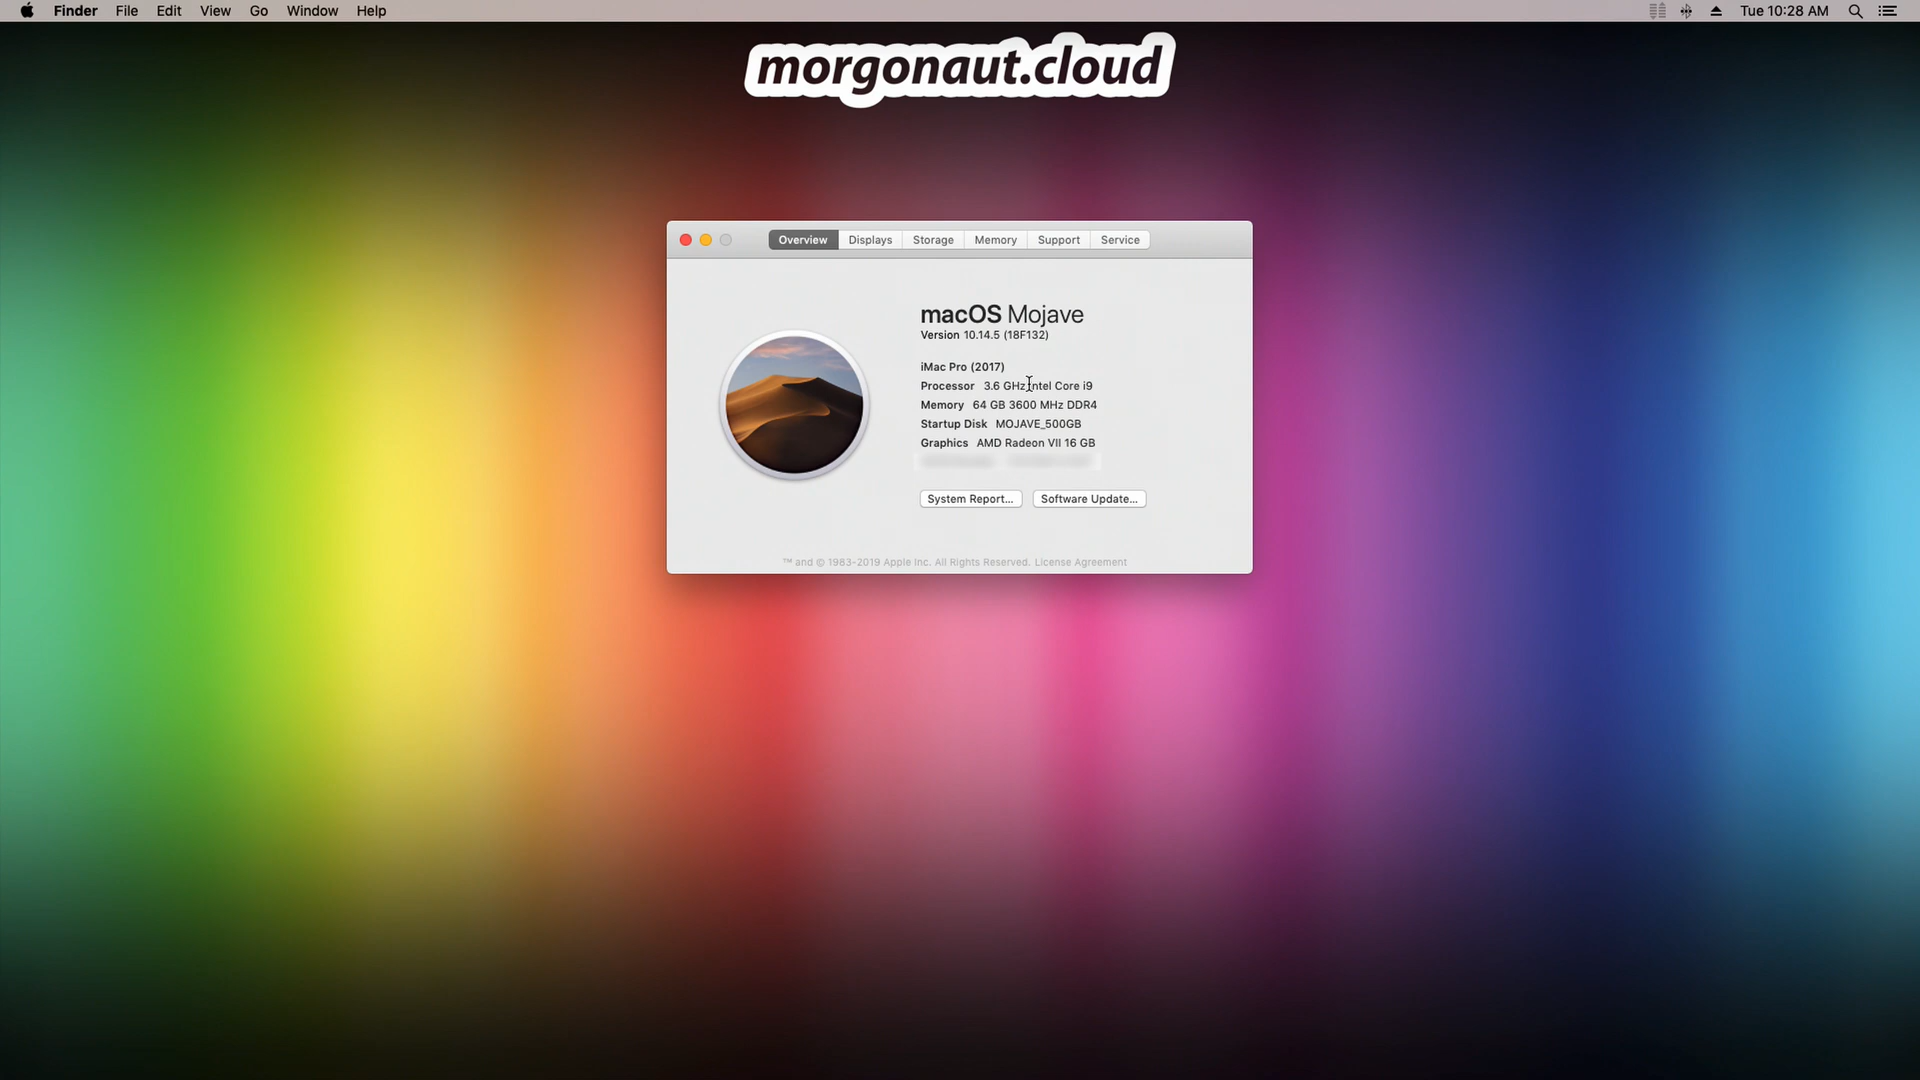 Finder File Edit View Go Window Help Tue 10:28 AM
morgonaut.cloud
Overview Displays Storage Memory Support Service
macOS Mojave
Version 10.14.5 (18F132)
iMac Pro (2017)
Processor 3.6 GHz Intel Core i9
Memory 64 GB 3600 MHz DDR4
Startup Disk MOJAVE_500GB
Graphics AMD Radeon VII 16 GB
System Report... Software Update...
™ and © 1983-2019 Apple Inc. All Rights Reserved. License Agreement